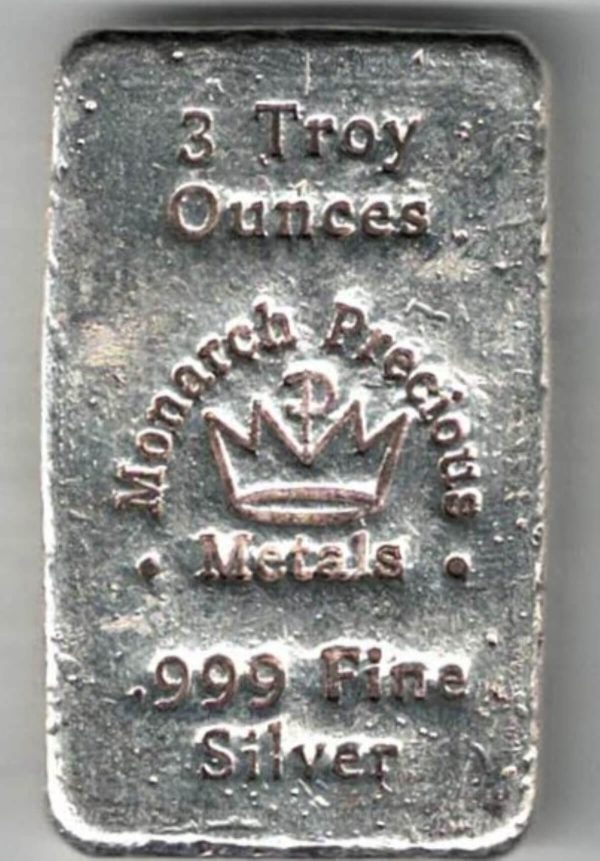 3 Troy
Ounces
Monarch Precious
Metals
.999 Fine
Silver